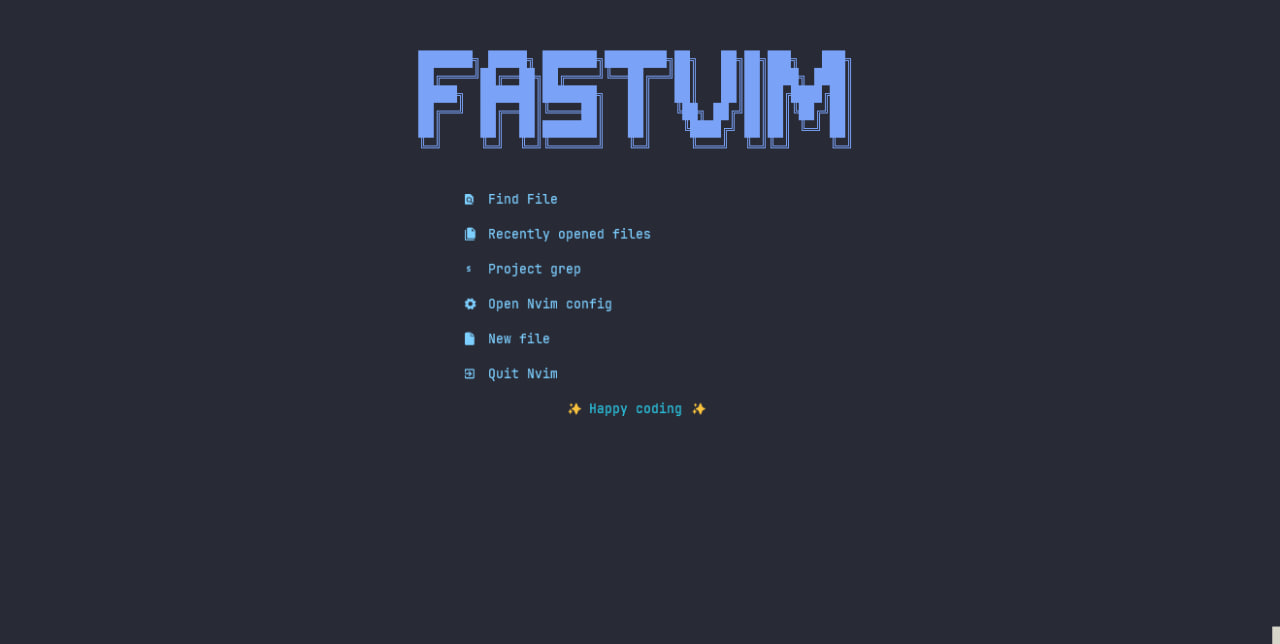 FASTVIM
Find File
Recently opened files
Project grep
Open Nvim config
New file
Quit Nvim
✨ Happy coding ✨